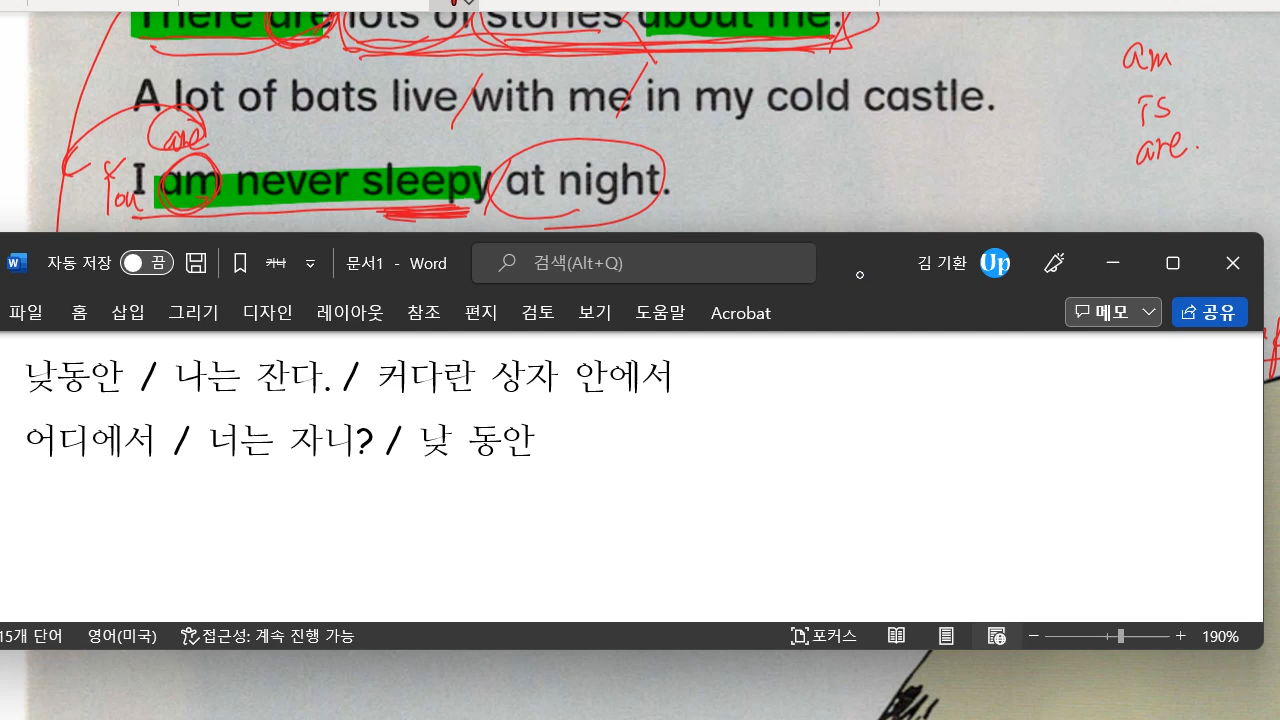 There are lots of stories about me.
A lot of bats live with me in my cold castle.
am
is
are.
are
You
I am never sleepy at night.
자동 저장 끔 가나 문서1 - Word 검색(Alt+Q) 김 기환 Up
파일 홈 삽입 그리기 디자인 레이아웃 참조 편지 검토 보기 도움말 Acrobat 메모 공유
낮동안 / 나는 잔다. / 커다란 상자 안에서
어디에서 / 너는 자니? / 낮 동안
15개 단어 영어(미국) 접근성: 계속 진행 가능 포커스 190%